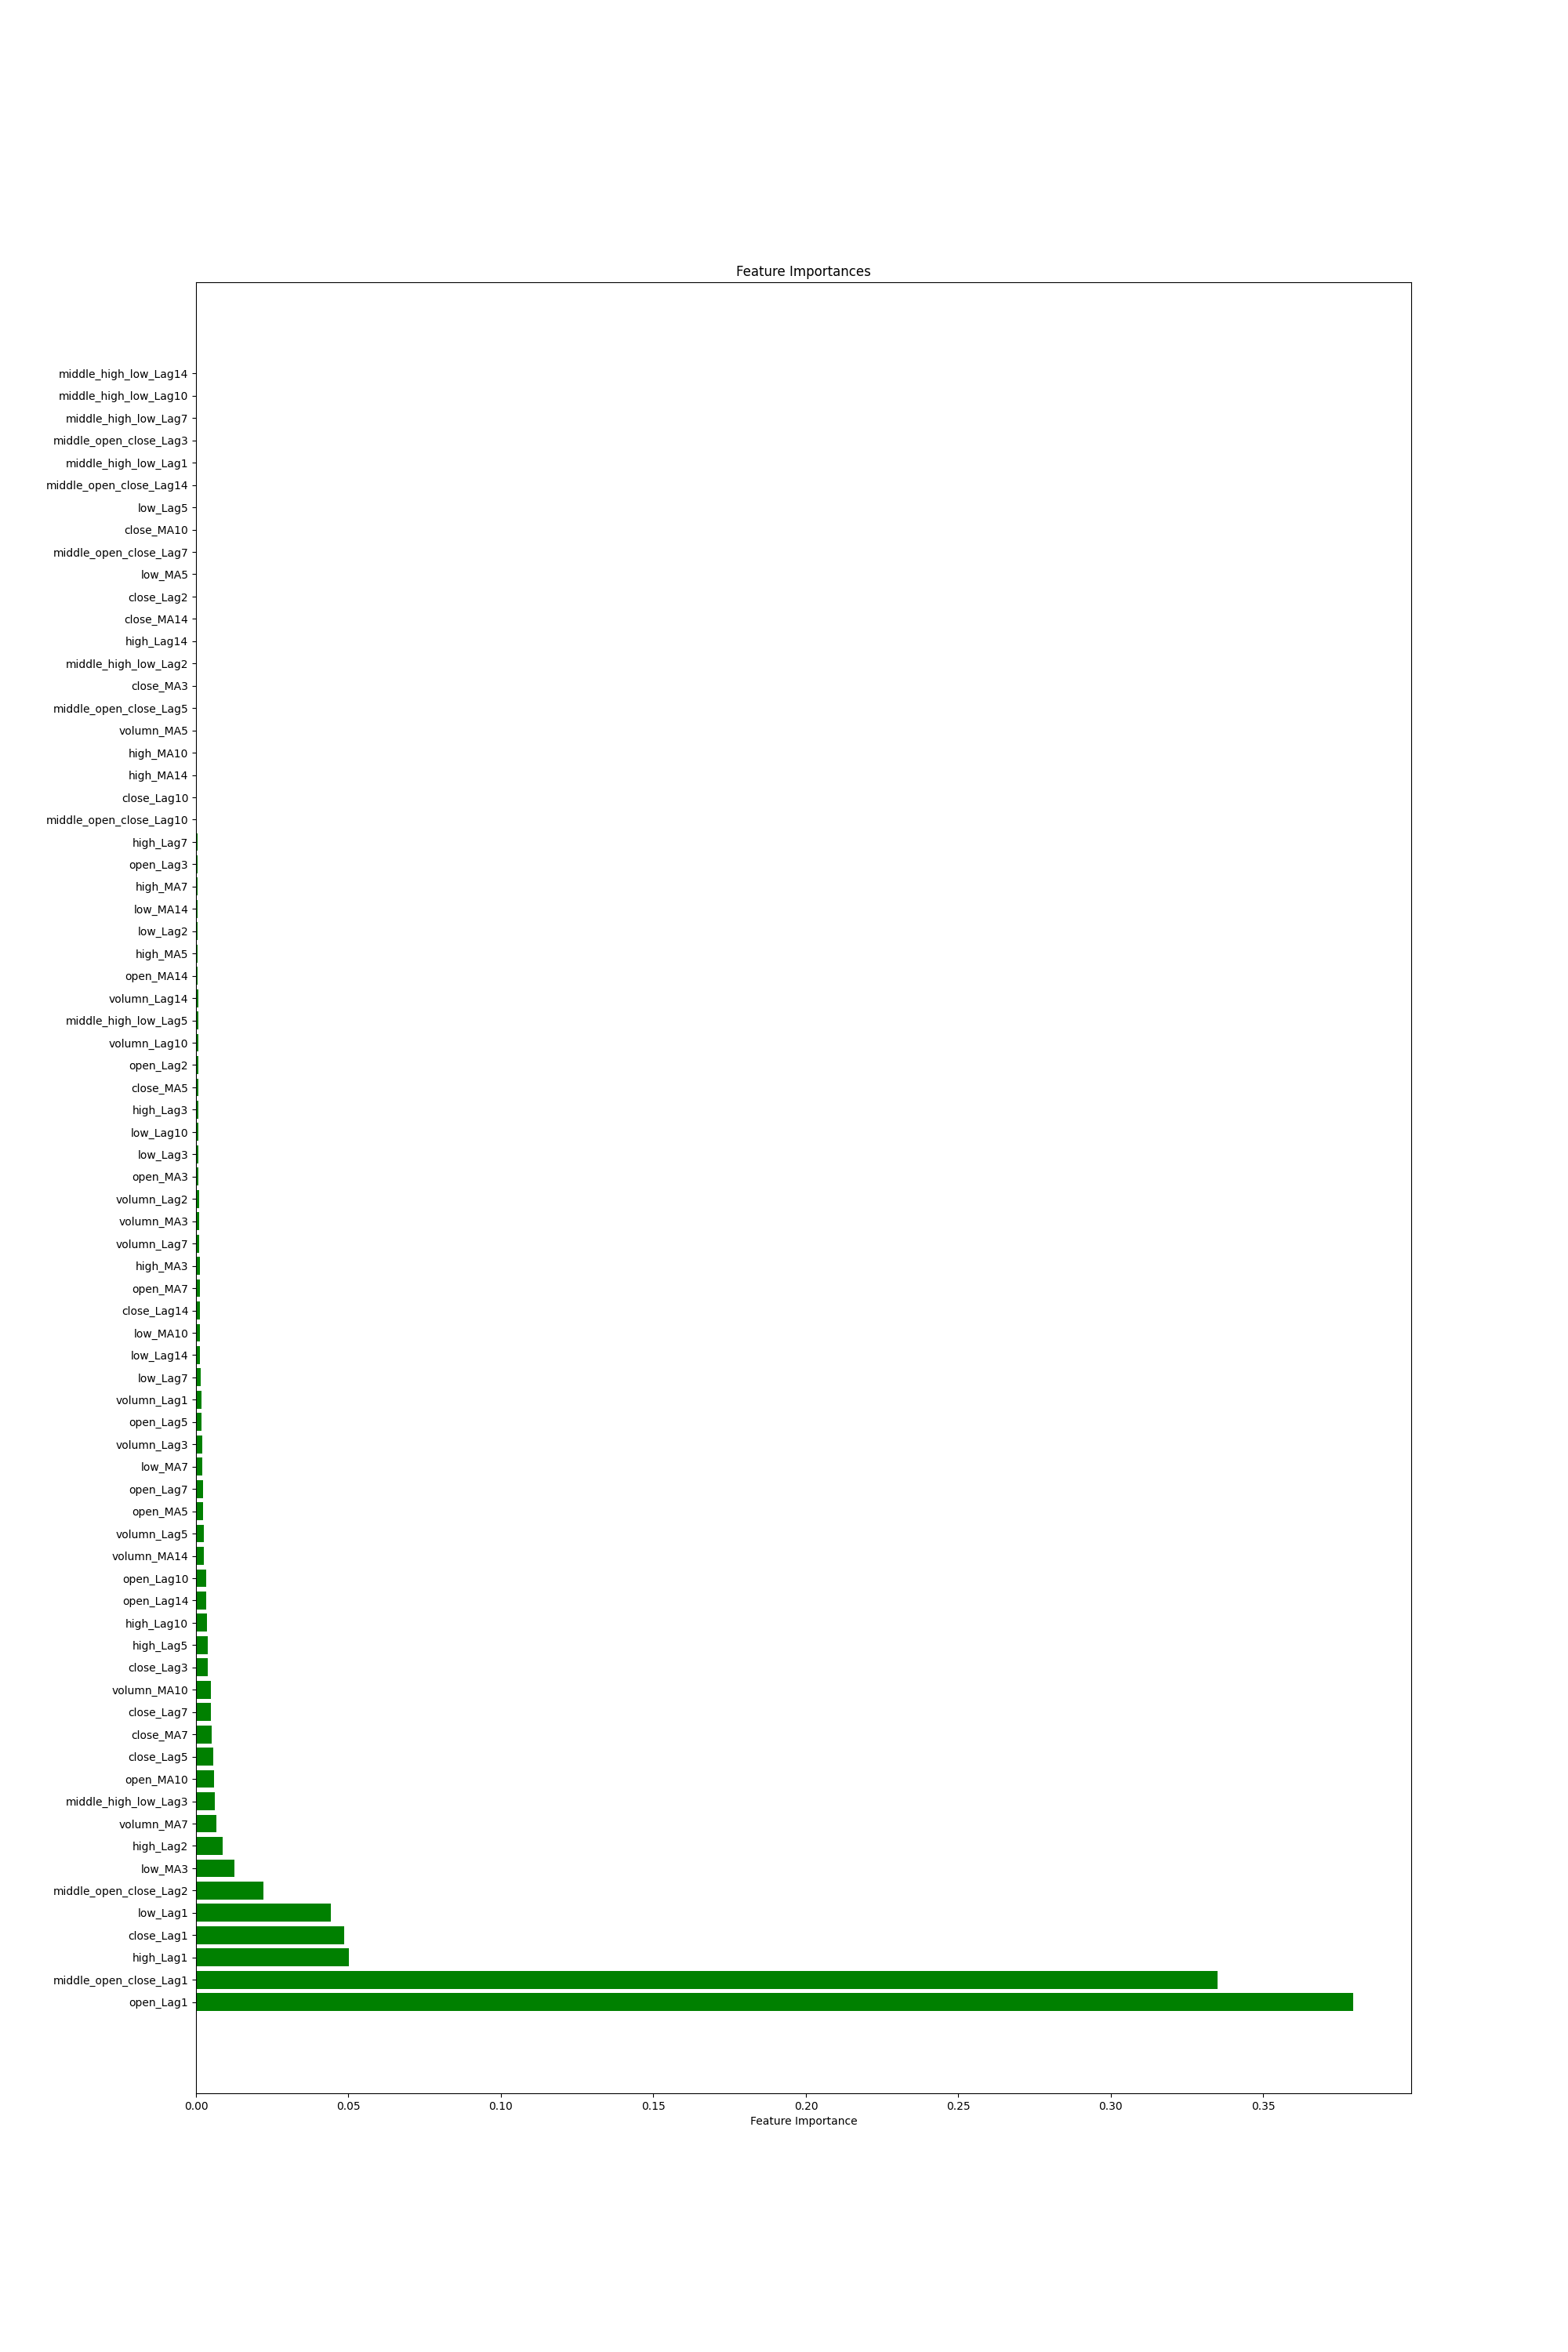 Feature Importances
middle_high_low_Lag14
middle_high_low_Lag10
middle_high_low_Lag7
middle_open_close_Lag3
middle_high_low_Lag1
middle_open_close_Lag14
low_Lag5
close_MA10
middle_open_close_Lag7
low_MA5
close_Lag2
close_MA14
high_Lag14
middle_high_low_Lag2
close_MA3
middle_open_close_Lag5
volumn_MA5
high_MA10
high_MA14
close_Lag10
middle_open_close_Lag10
high_Lag7
open_Lag3
high_MA7
low_MA14
low_Lag2
high_MA5
open_MA14
volumn_Lag14
middle_high_low_Lag5
volumn_Lag10
open_Lag2
close_MA5
high_Lag3
low_Lag10
low_Lag3
open_MA3
volumn_Lag2
volumn_MA3
volumn_Lag7
high_MA3
open_MA7
close_Lag14
low_MA10
low_Lag14
low_Lag7
volumn_Lag1
open_Lag5
volumn_Lag3
low_MA7
open_Lag7
open_MA5
volumn_Lag5
volumn_MA14
open_Lag10
open_Lag14
high_Lag10
high_Lag5
close_Lag3
volumn_MA10
close_Lag7
close_MA7
close_Lag5
open_MA10
middle_high_low_Lag3
volumn_MA7
high_Lag2
low_MA3
middle_open_close_Lag2
low_Lag1
close_Lag1
high_Lag1
middle_open_close_Lag1
open_Lag1
0.00 0.05 0.10 0.15 0.20 0.25 0.30 0.35
Feature Importance